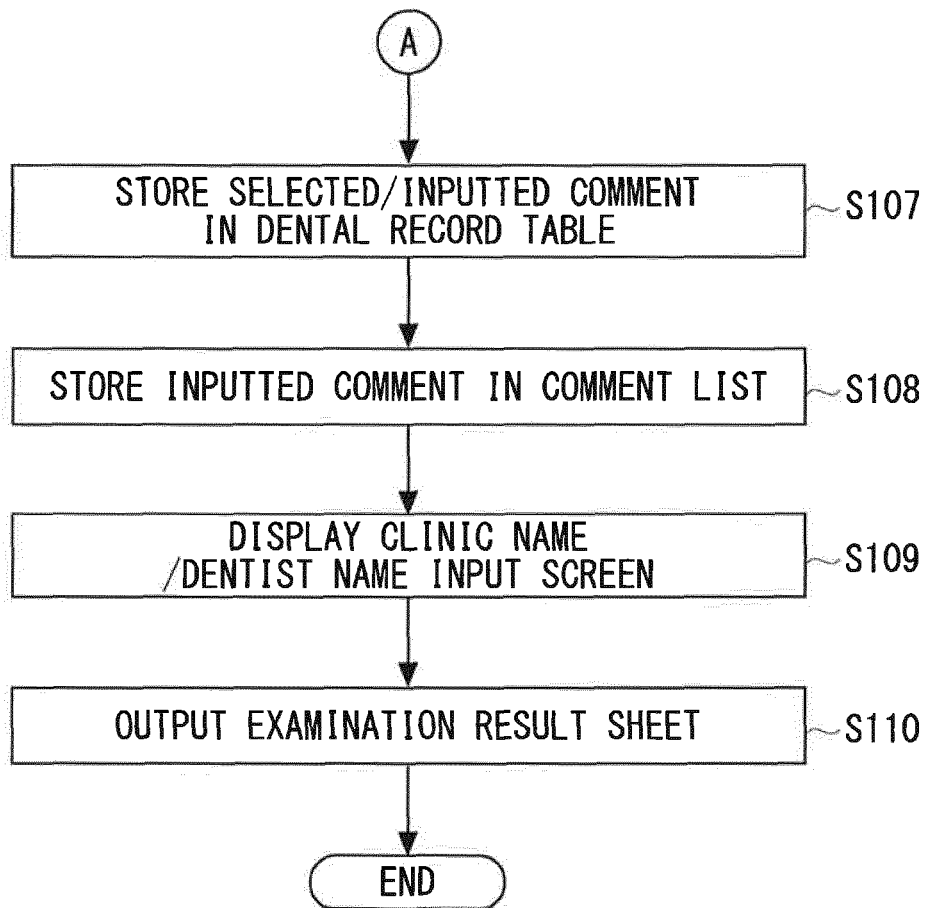 A
STORE SELECTED/INPUTTED COMMENT
IN DENTAL RECORD TABLE
S107
STORE INPUTTED COMMENT IN COMMENT LIST
S108
DISPLAY CLINIC NAME
/DENTIST NAME INPUT SCREEN
S109
OUTPUT EXAMINATION RESULT SHEET
S110
END